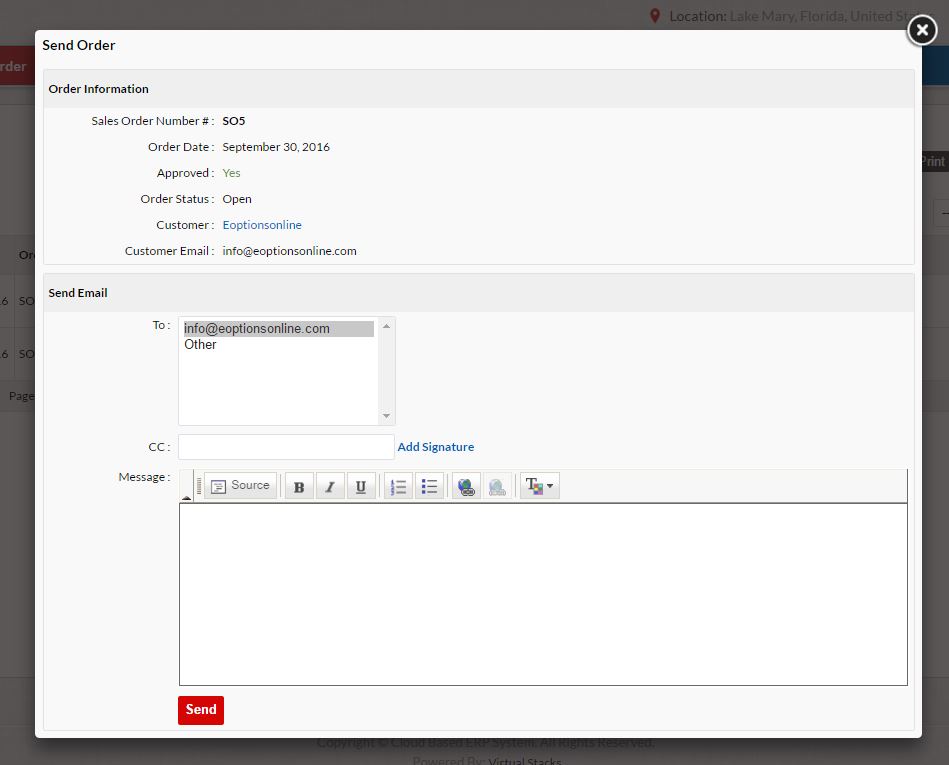 Location: Lake Mary, Florida, United
Send Order
rder
Order Information
Sales Order Number # : SO5
Order Date : September 30, 2016
Print
Approved : Yes
Order Status : Open
Customer : Eoptionsonline
Customer Email : info@eoptionsonline.com
Send Email
6 SO
To : info@eoptionsonline.com
Other
6 SO
Page
CC : Add Signature
Message : Source B I U
Send
Copyright © Cloud Based ERP System. All Rights Reserved.
Powered By: Virtual Stacks